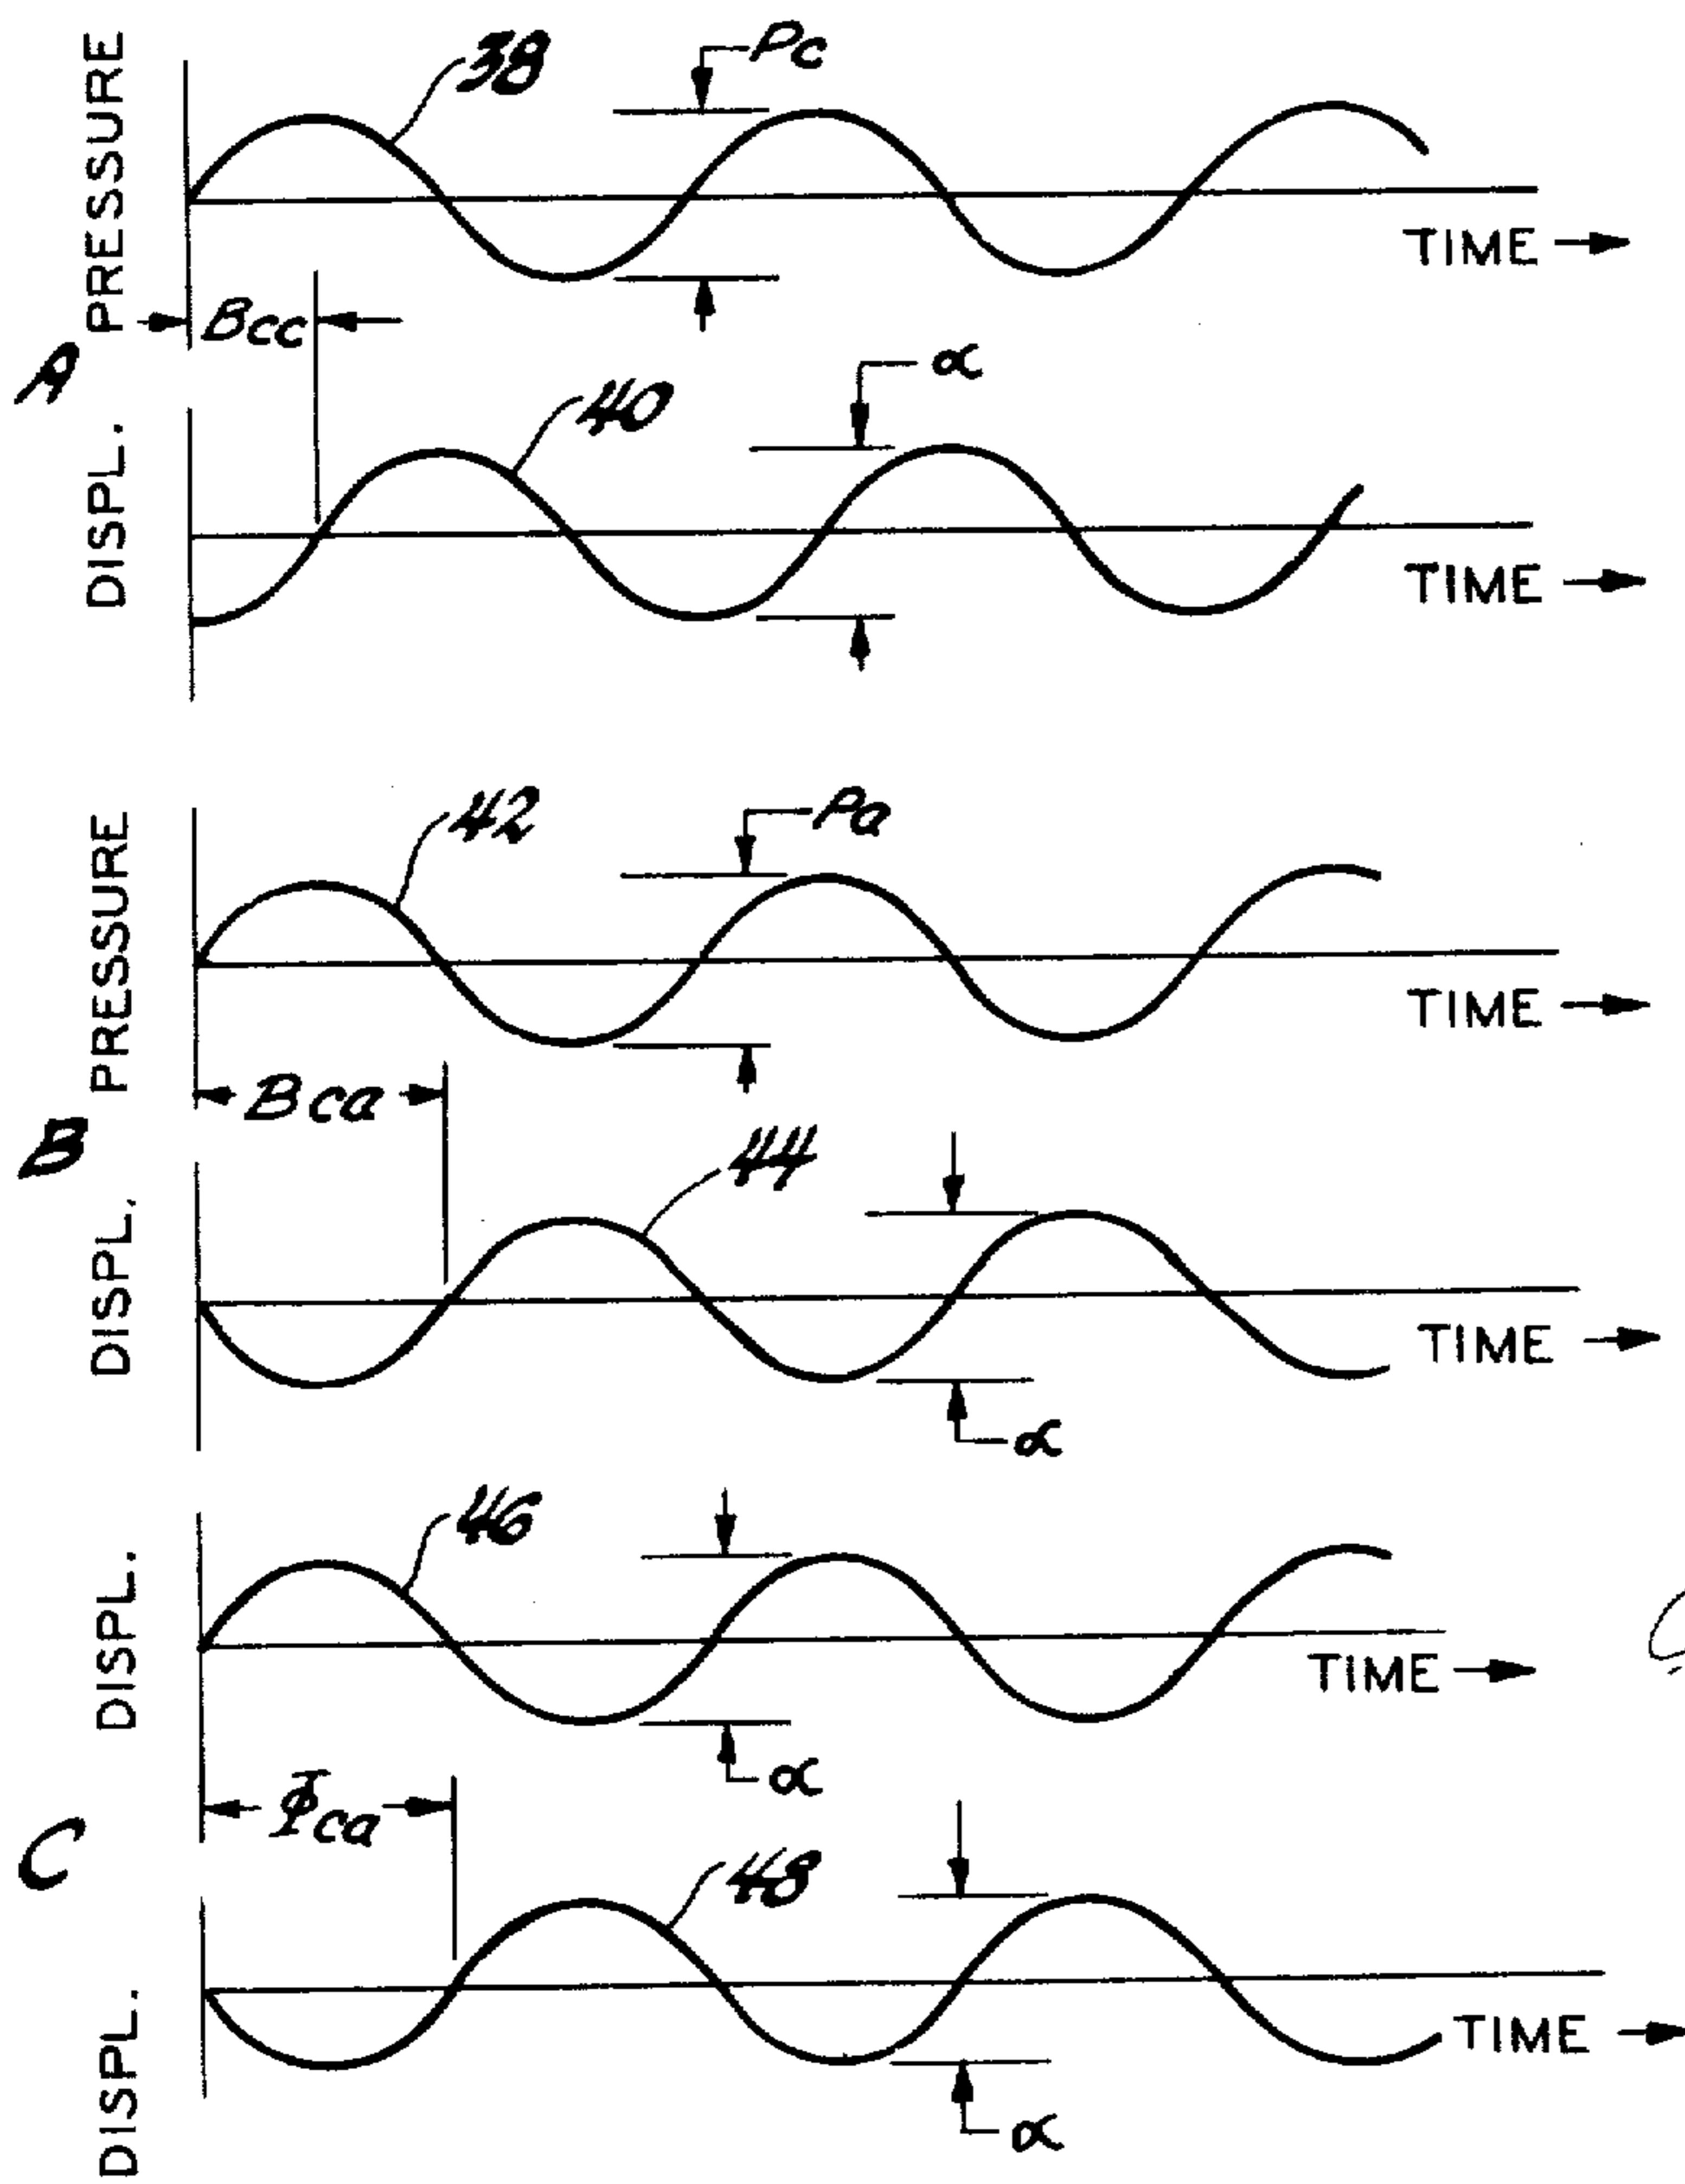 PRESSURE
38
Pc
TIME
Bcc
A
DISPL.
40
α
TIME
PRESSURE
42
Pa
TIME
Bca
B
DISPL.
44
α
TIME
DISPL.
46
α
TIME
Φca
C
DISPL.
48
α
TIME